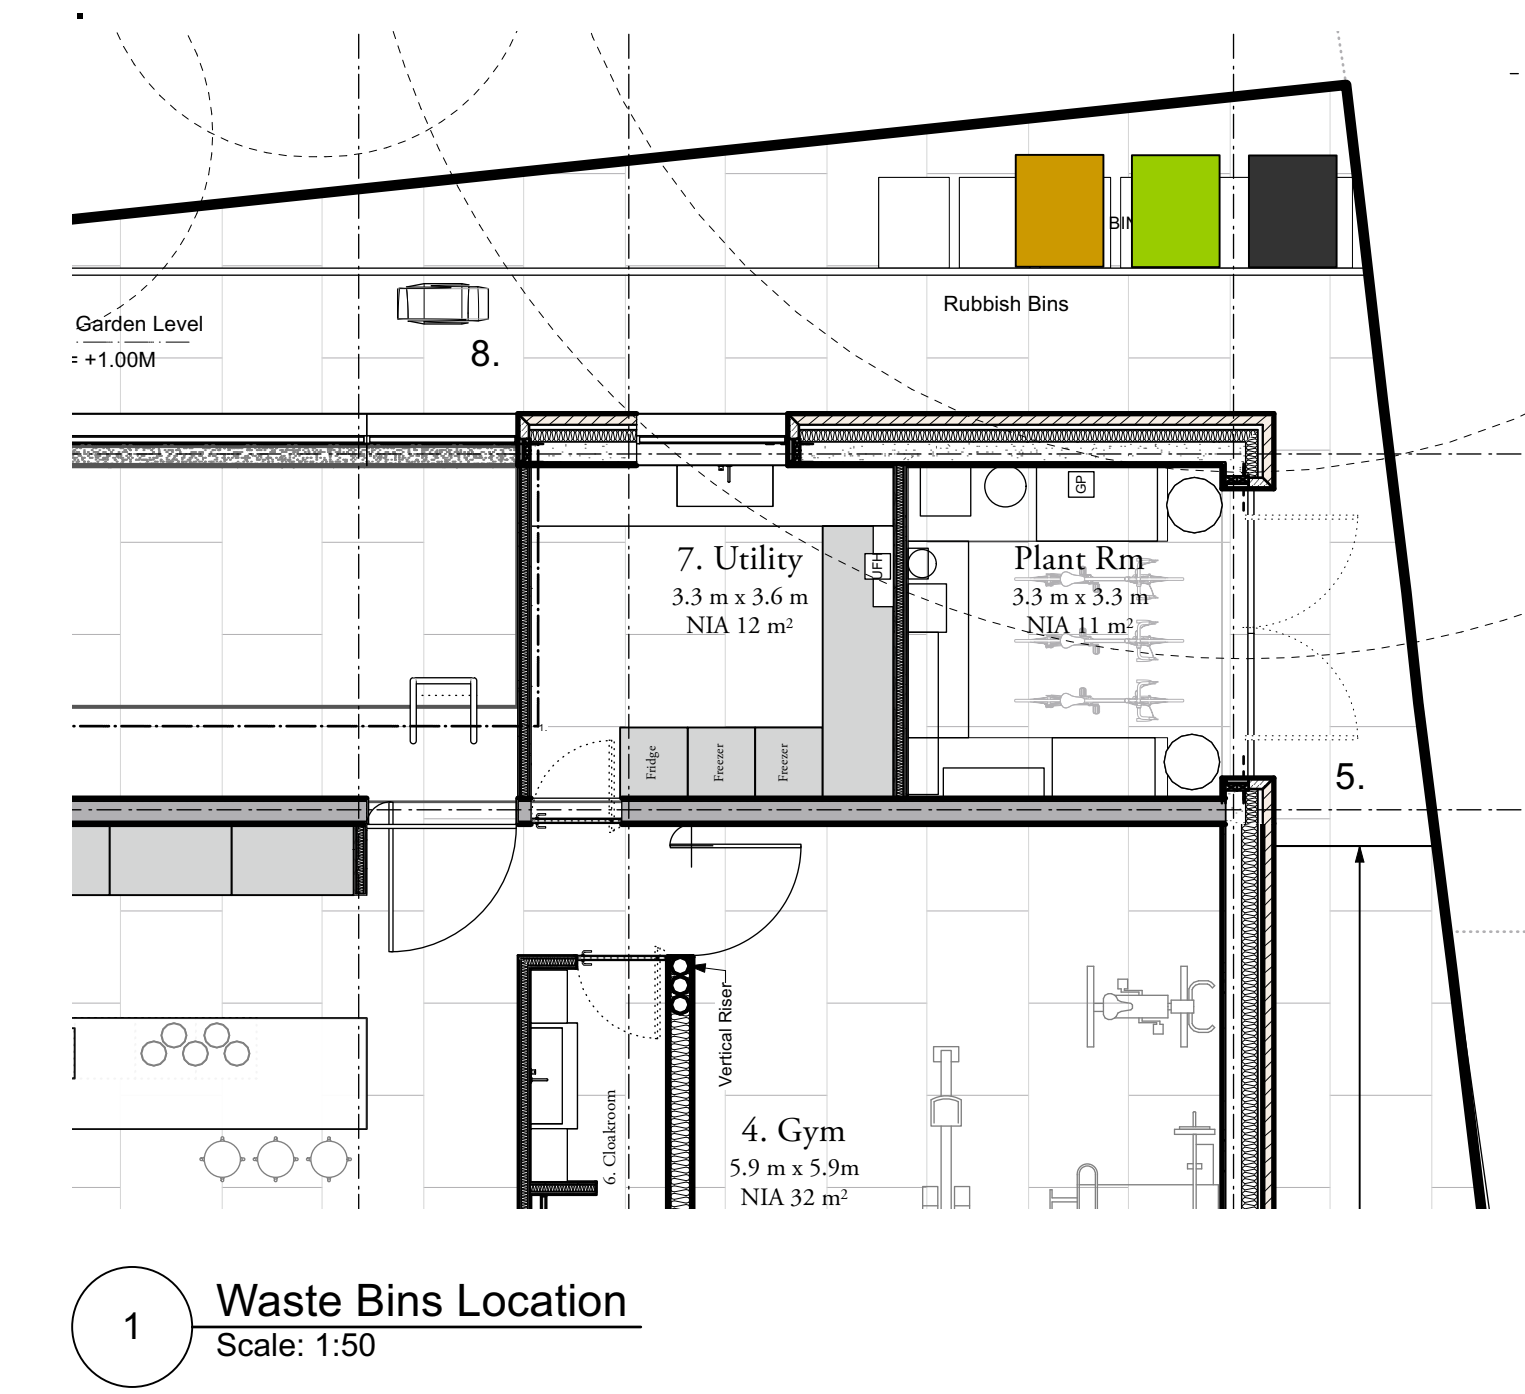 BIN
Rubbish Bins
Garden Level
= +1.00M
8.
GP
7. Utility
3.3 m x 3.6 m
NIA 12 m²
UFH
Plant Rm
3.3 m x 3.3 m
NIA 11 m²
Fridge
Freezer
Freezer
5.
Vertical Riser
6. Cloakroom
4. Gym
5.9 m x 5.9m
NIA 32 m²
1
Waste Bins Location
Scale: 1:50